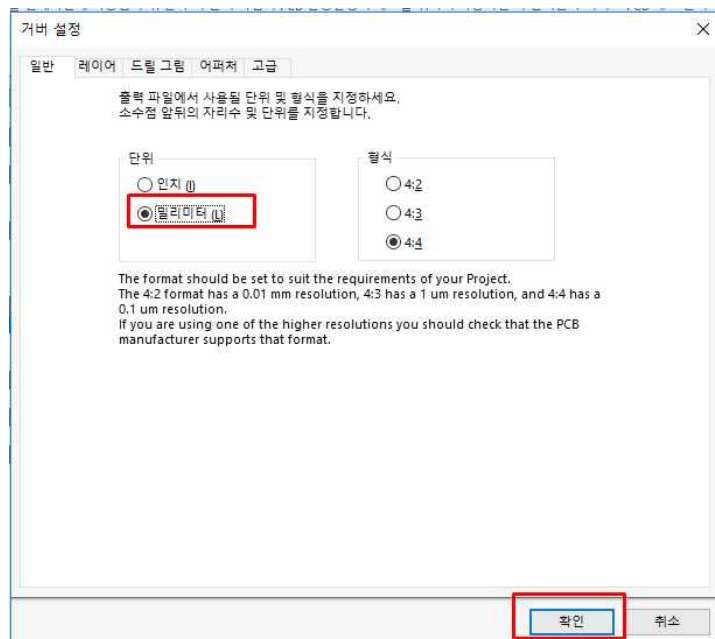 거버 설정
일반 레이어 드릴 그림 어퍼처 고급
출력 파일에서 사용될 단위 및 형식을 지정하세요.
소수점 앞뒤의 자리수 및 단위를 지정합니다.
단위
인치 (I)
밀리미터 (L)
형식
4:2
4:3
4:4
The format should be set to suit the requirements of your Project.
The 4:2 format has a 0.01 mm resolution, 4:3 has a 1 um resolution, and 4:4 has a
0.1 um resolution.
If you are using one of the higher resolutions you should check that the PCB
manufacturer supports that format.
확인 취소